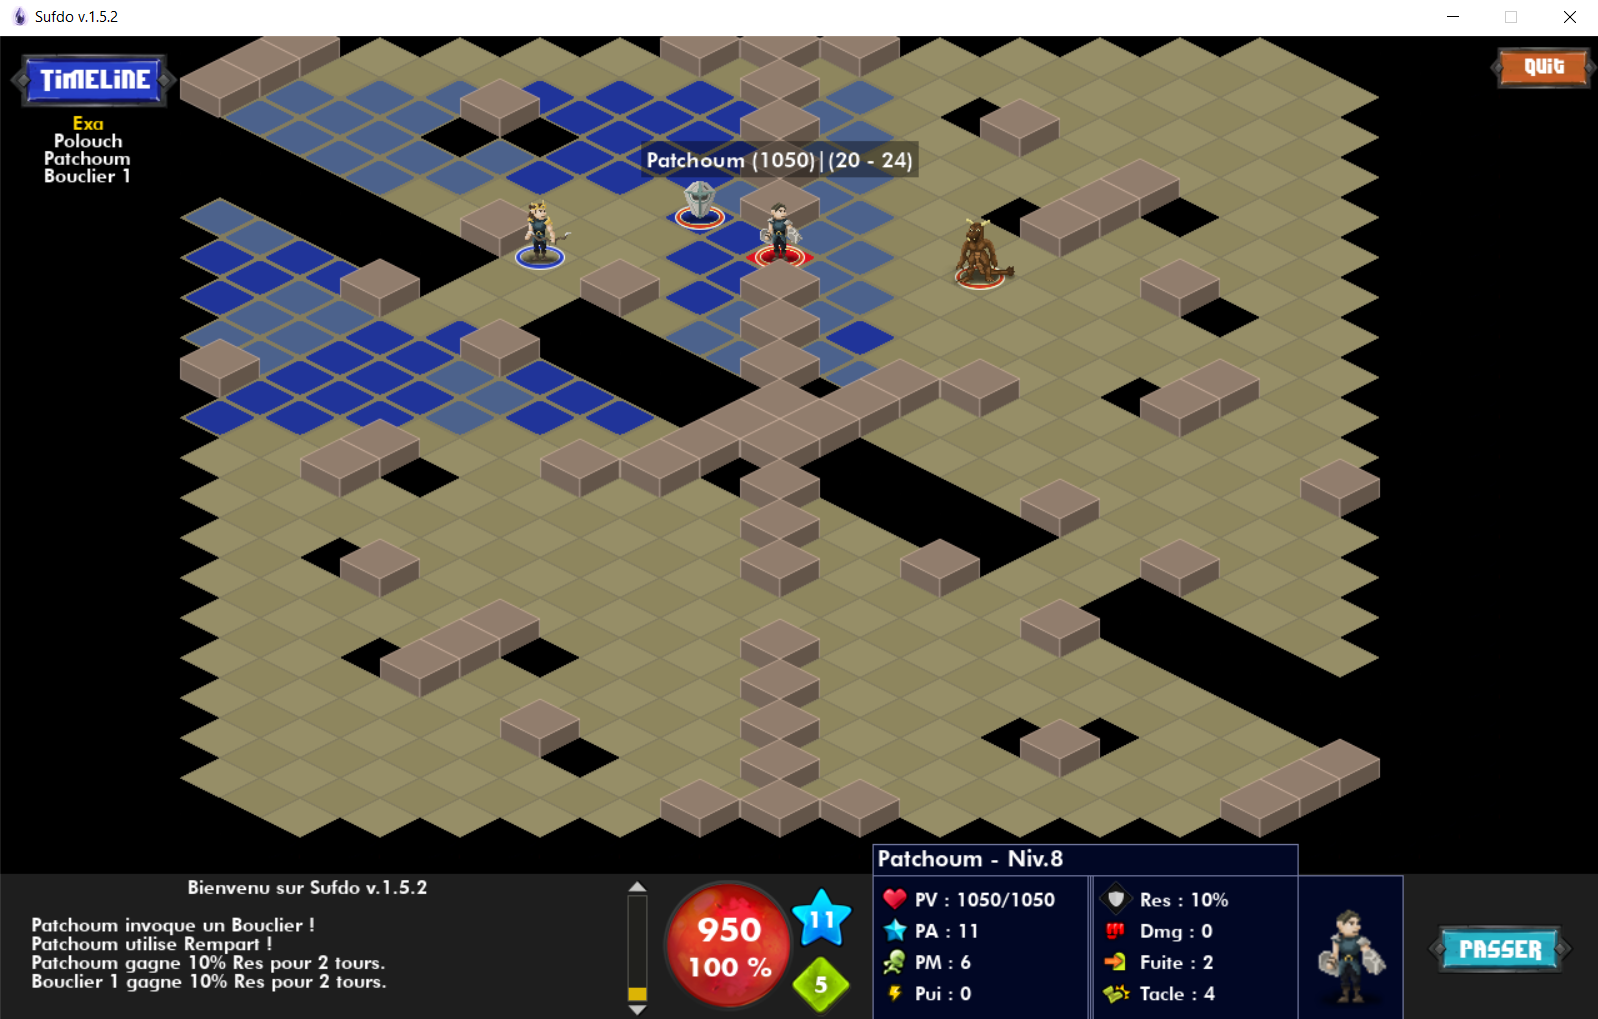 Sufdo v.1.5.2
TIMELINE
QUIT
Exa
Polouch
Patchoum
Bouclier 1
Patchoum (1050)|(20 - 24)
Patchoum - Niv.8
Bienvenu sur Sufdo v.1.5.2
Patchoum invoque un Bouclier !
Patchoum utilise Rempart !
Patchoum gagne 10% Res pour 2 tours.
Bouclier 1 gagne 10% Res pour 2 tours.
950
100 %
11
5
PV : 1050/1050
PA : 11
PM : 6
Pui : 0
Res : 10%
Dmg : 0
Fuite : 2
Tacle : 4
PASSER